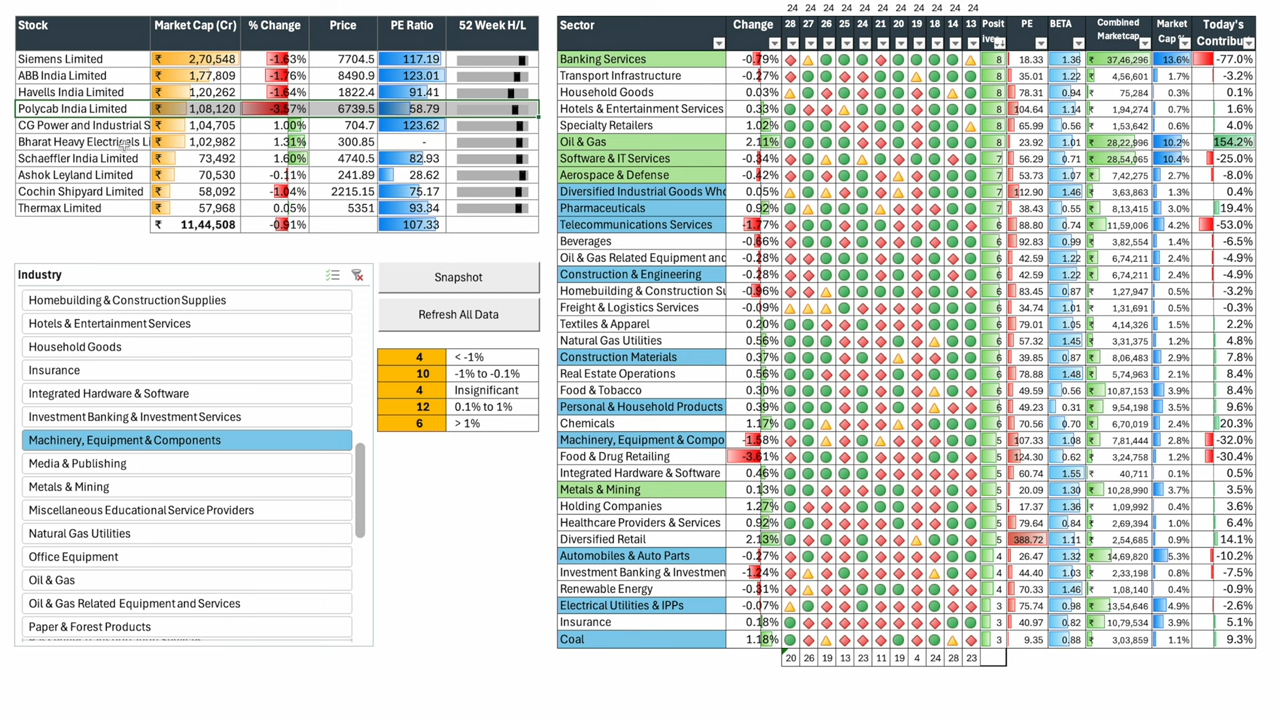 Stock Market Cap (Cr) % Change Price PE Ratio 52 Week H/L
Siemens Limited ₹ 2,70,548 -1.63% 7704.5 117.19
ABB India Limited ₹ 1,77,809 -1.76% 8490.9 123.01
Havells India Limited ₹ 1,20,262 -1.64% 1822.4 91.41
Polycab India Limited ₹ 1,08,120 -3.57% 6739.5 58.79
CG Power and Industrial S ₹ 1,04,705 1.00% 704.7 123.62
Bharat Heavy Electricals Li ₹ 1,02,982 1.31% 300.85 -
Schaeffler India Limited ₹ 73,492 1.60% 4740.5 82.93
Ashok Leyland Limited ₹ 70,530 -0.11% 241.89 28.62
Cochin Shipyard Limited ₹ 58,092 -1.04% 2215.15 75.17
Thermax Limited ₹ 57,968 0.05% 5351 93.34
₹ 11,44,508 -0.91% 107.33
Industry
Homebuilding & Construction Supplies
Hotels & Entertainment Services
Household Goods
Insurance
Integrated Hardware & Software
Investment Banking & Investment Services
Machinery, Equipment & Components
Media & Publishing
Metals & Mining
Miscellaneous Educational Service Providers
Natural Gas Utilities
Office Equipment
Oil & Gas
Oil & Gas Related Equipment and Services
Paper & Forest Products
Snapshot
Refresh All Data
4 < -1%
10 -1% to -0.1%
4 Insignificant
12 0.1% to 1%
6 > 1%
24 24 24 24 24 24 24 24 24 24 24
Sector Change 28 27 26 25 24 21 20 19 18 14 13 Posit ives PE BETA Combined Marketcap Market Cap % Today's Contribut
Banking Services -0.79% 8 18.33 1.36 ₹ 37,46,296 13.6% -77.0%
Transport Infrastructure -0.27% 8 35.01 1.22 ₹ 4,56,601 1.7% -3.2%
Household Goods 0.03% 8 78.31 0.94 ₹ 75,284 0.3% 0.1%
Hotels & Entertainment Services 0.33% 8 104.64 1.14 ₹ 1,94,274 0.7% 1.6%
Specialty Retailers 1.02% 8 65.99 0.56 ₹ 1,53,642 0.6% 4.0%
Oil & Gas 2.11% 8 23.92 1.01 ₹ 28,22,996 10.2% 154.2%
Software & IT Services -0.34% 7 56.29 0.71 ₹ 28,54,065 10.4% -25.0%
Aerospace & Defense -0.42% 7 53.73 1.07 ₹ 7,42,275 2.7% -8.0%
Diversified Industrial Goods Who 0.05% 7 112.90 1.46 ₹ 3,63,863 1.3% 0.4%
Pharmaceuticals 0.92% 7 38.43 0.55 ₹ 8,13,415 3.0% 19.4%
Telecommunications Services -1.77% 6 88.80 0.74 ₹ 11,59,006 4.2% -53.0%
Beverages -0.66% 6 92.83 0.99 ₹ 3,82,554 1.4% -6.5%
Oil & Gas Related Equipment and -0.28% 6 42.59 1.22 ₹ 6,74,211 2.4% -4.9%
Construction & Engineering -0.28% 6 42.59 1.22 ₹ 6,74,211 2.4% -4.9%
Homebuilding & Construction Su -0.96% 6 83.45 0.87 ₹ 1,27,947 0.5% -3.2%
Freight & Logistics Services -0.09% 6 34.74 1.01 ₹ 1,31,691 0.5% -0.3%
Textiles & Apparel 0.20% 6 79.01 1.05 ₹ 4,14,326 1.5% 2.2%
Natural Gas Utilities 0.56% 6 57.32 1.45 ₹ 3,31,375 1.2% 4.8%
Construction Materials 0.37% 6 39.85 0.87 ₹ 8,06,483 2.9% 7.8%
Real Estate Operations 0.56% 6 78.88 1.48 ₹ 5,74,963 2.1% 8.4%
Food & Tobacco 0.30% 6 49.59 0.56 ₹ 10,87,153 3.9% 8.4%
Personal & Household Products 0.39% 6 49.23 0.31 ₹ 9,54,198 3.5% 9.6%
Chemicals 1.17% 6 70.56 0.70 ₹ 6,70,019 2.4% 20.3%
Machinery, Equipment & Compo -1.58% 5 107.33 1.08 ₹ 7,81,444 2.8% -32.0%
Food & Drug Retailing -3.61% 5 124.30 0.62 ₹ 3,24,758 1.2% -30.4%
Integrated Hardware & Software 0.46% 5 60.74 1.55 ₹ 40,711 0.1% 0.5%
Metals & Mining 0.13% 5 20.09 1.30 ₹ 10,28,990 3.7% 3.5%
Holding Companies 1.27% 5 17.37 1.36 ₹ 1,09,992 0.4% 3.6%
Healthcare Providers & Services 0.92% 5 79.64 0.84 ₹ 2,69,394 1.0% 6.4%
Diversified Retail 2.13% 5 388.72 1.11 ₹ 2,54,685 0.9% 14.1%
Automobiles & Auto Parts -0.27% 4 26.47 1.32 ₹ 14,69,820 5.3% -10.2%
Investment Banking & Investmen -1.24% 4 44.40 1.03 ₹ 2,33,198 0.8% -7.5%
Renewable Energy -0.31% 4 70.33 1.46 ₹ 1,08,140 0.4% -0.9%
Electrical Utilities & IPPs -0.07% 3 75.74 0.98 ₹ 13,54,646 4.9% -2.6%
Insurance 0.18% 3 40.97 0.82 ₹ 10,79,534 3.9% 5.1%
Coal 1.18% 3 9.35 0.88 ₹ 3,03,859 1.1% 9.3%
20 26 19 13 23 11 19 4 24 28 23